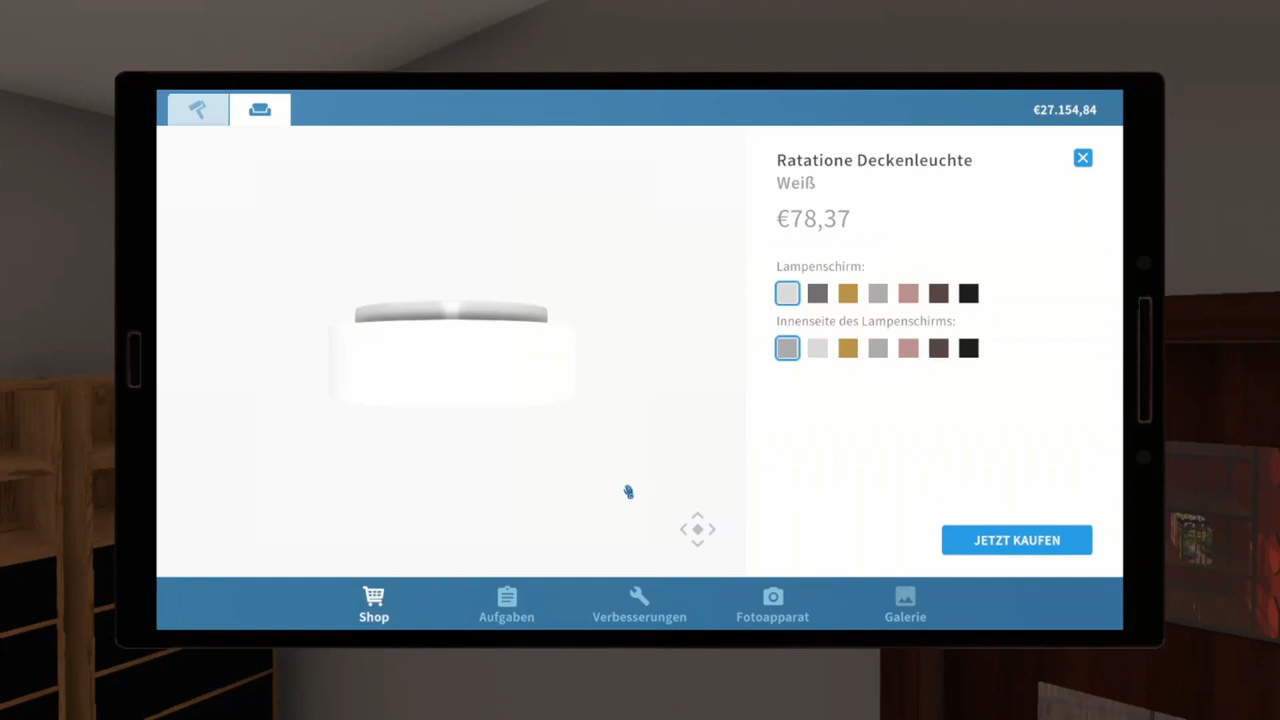 €27.154,84
Ratatione Deckenleuchte
Weiß
€78,37
Lampenschirm:
Innenseite des Lampenschirms:
JETZT KAUFEN
Shop
Aufgaben
Verbesserungen
Fotoapparat
Galerie